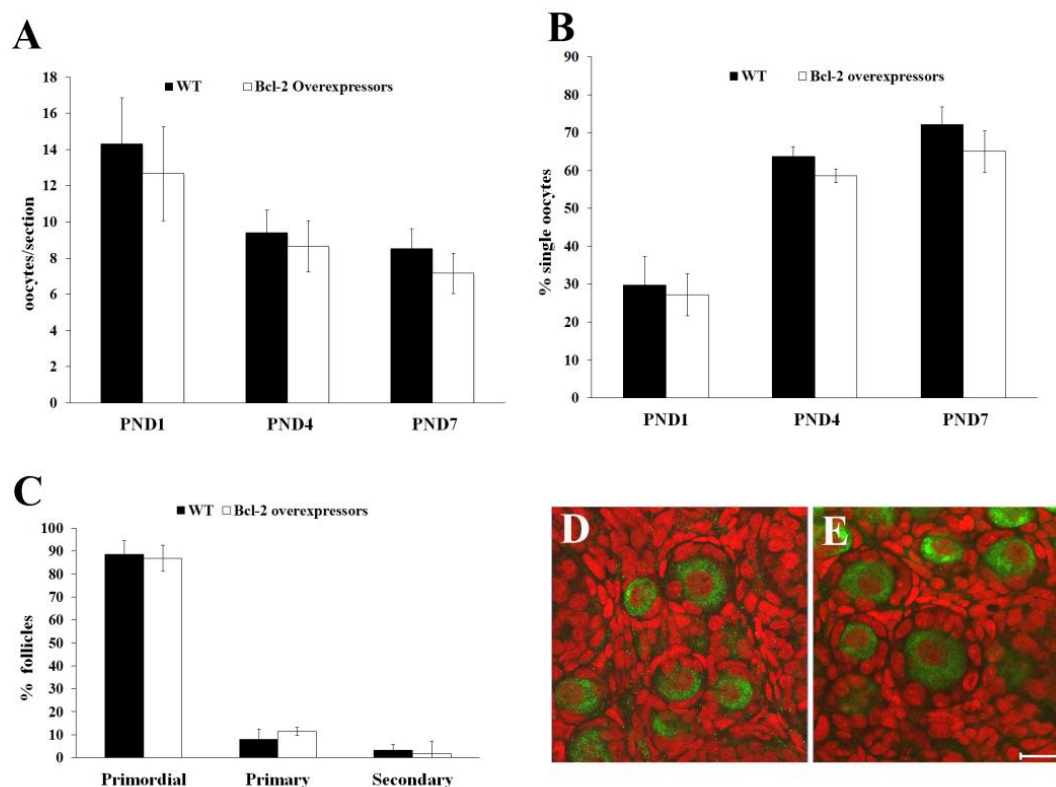 A
WT Bcl-2 Overexpressors
oocytes/section
18
16
14
12
10
8
6
4
2
0
PND1 PND4 PND7
B
WT Bcl-2 overexpressors
% single oocytes
90
80
70
60
50
40
30
20
10
0
PND1 PND4 PND7
C
WT Bcl-2 overexpressors
% follicles
100
90
80
70
60
50
40
30
20
10
0
Primordial Primary Secondary
D
E